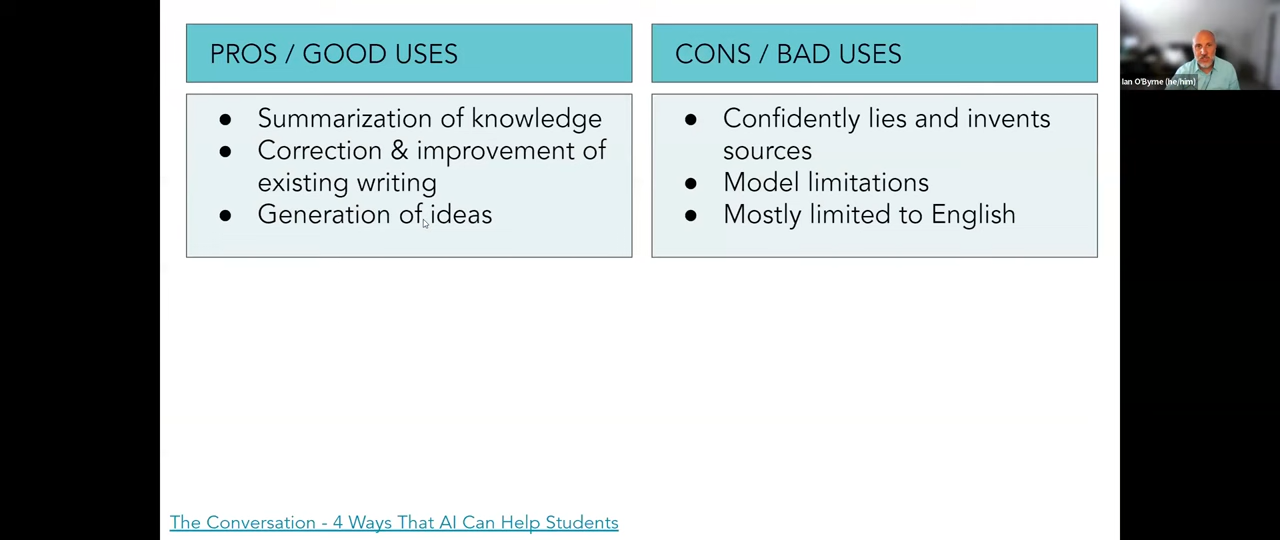 PROS / GOOD USES
● Summarization of knowledge
● Correction & improvement of
existing writing
● Generation of ideas
CONS / BAD USES
● Confidently lies and invents
sources
● Model limitations
● Mostly limited to English
Ian O'Byrne (he/him)
The Conversation - 4 Ways That AI Can Help Students